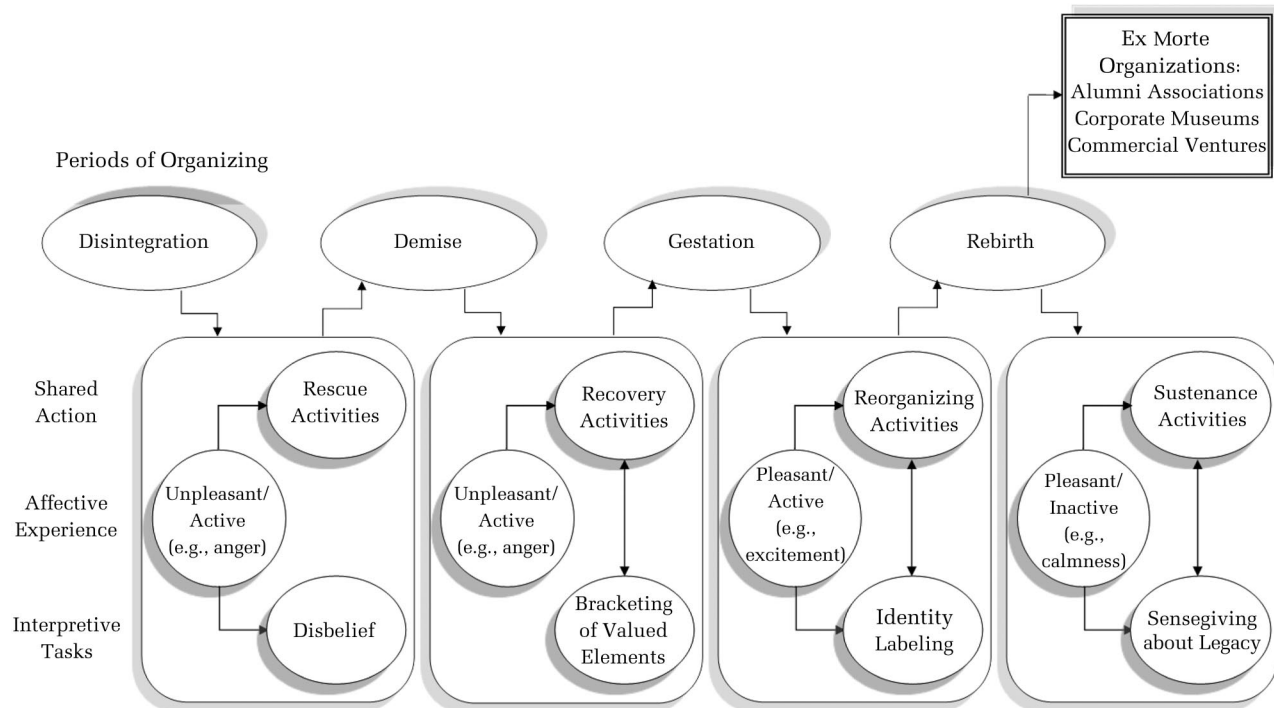 Ex Morte
Organizations:
Alumni Associations
Corporate Museums
Commercial Ventures
Periods of Organizing
Disintegration
Demise
Gestation
Rebirth
Shared
Action
Rescue
Activities
Recovery
Activities
Reorganizing
Activities
Sustenance
Activities
Affective
Experience
Unpleasant/
Active
(e.g., anger)
Unpleasant/
Active
(e.g., anger)
Pleasant/
Active
(e.g.,
excitement)
Pleasant/
Inactive
(e.g.,
calmness)
Interpretive
Tasks
Disbelief
Bracketing
of Valued
Elements
Identity
Labeling
Sensegiving
about Legacy